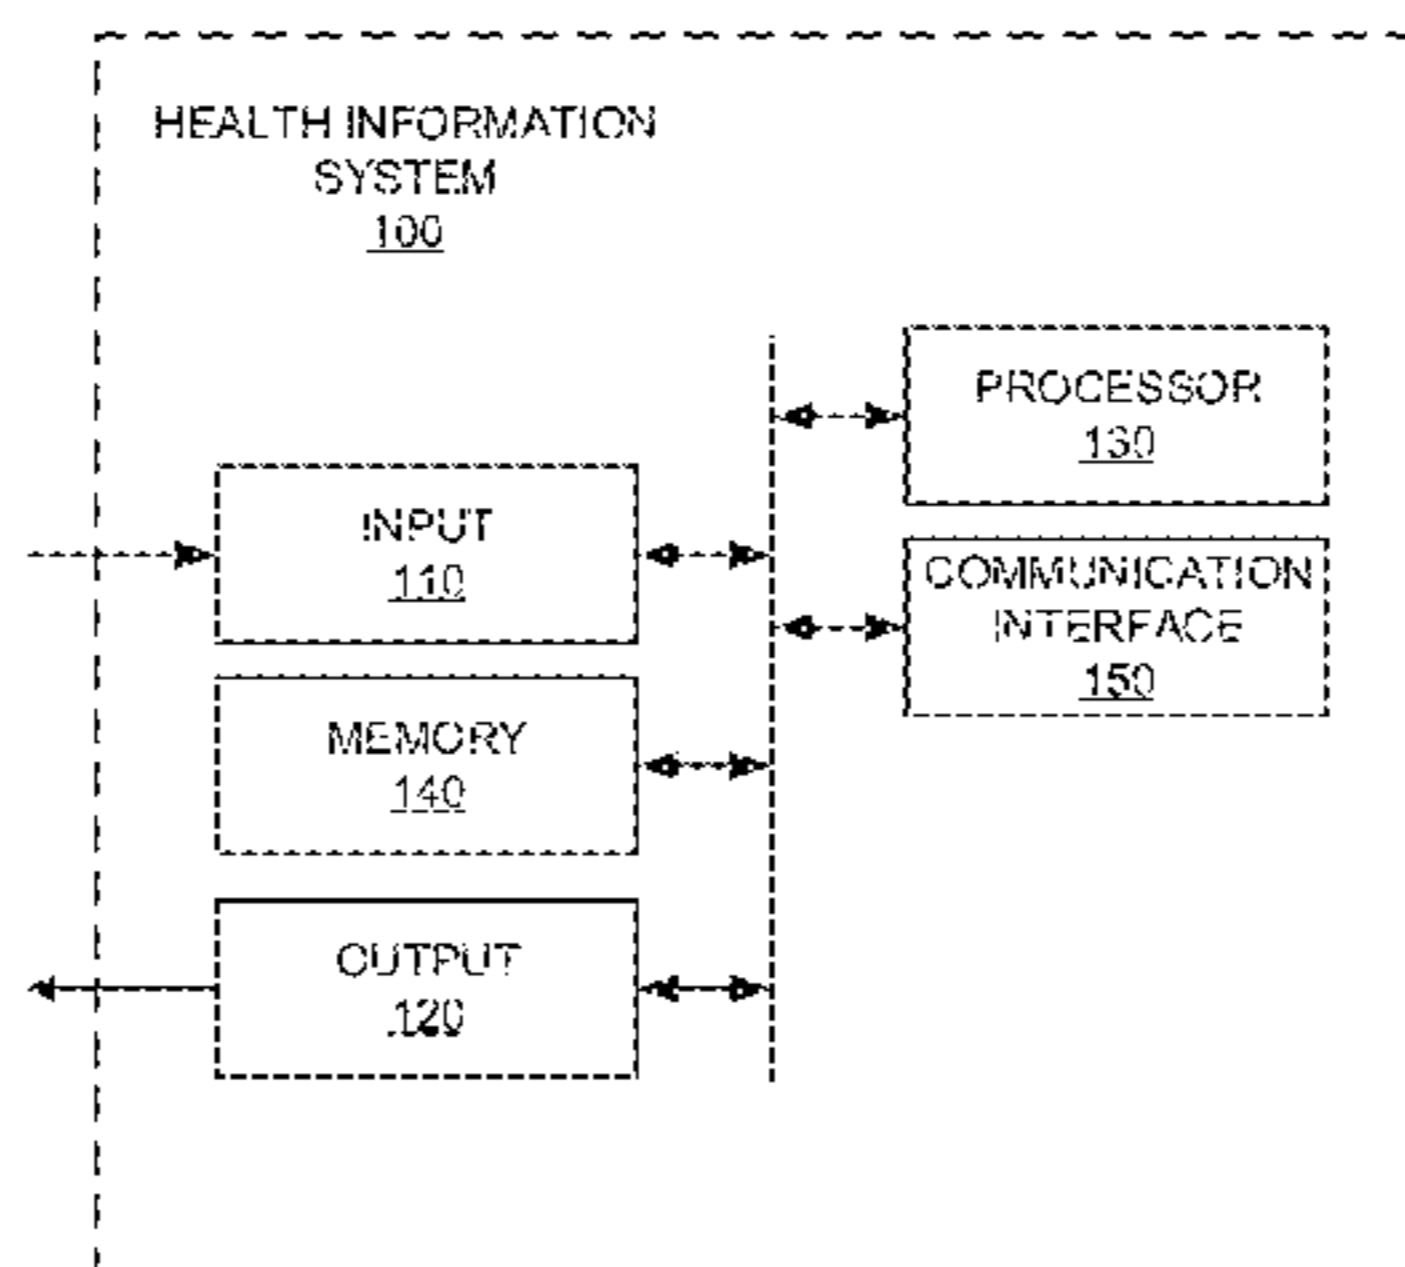 HEALTH INFORMATION
SYSTEM
100
PROCESSOR
130
INPUT
110
COMMUNICATION
INTERFACE
150
MEMORY
140
OUTPUT
120